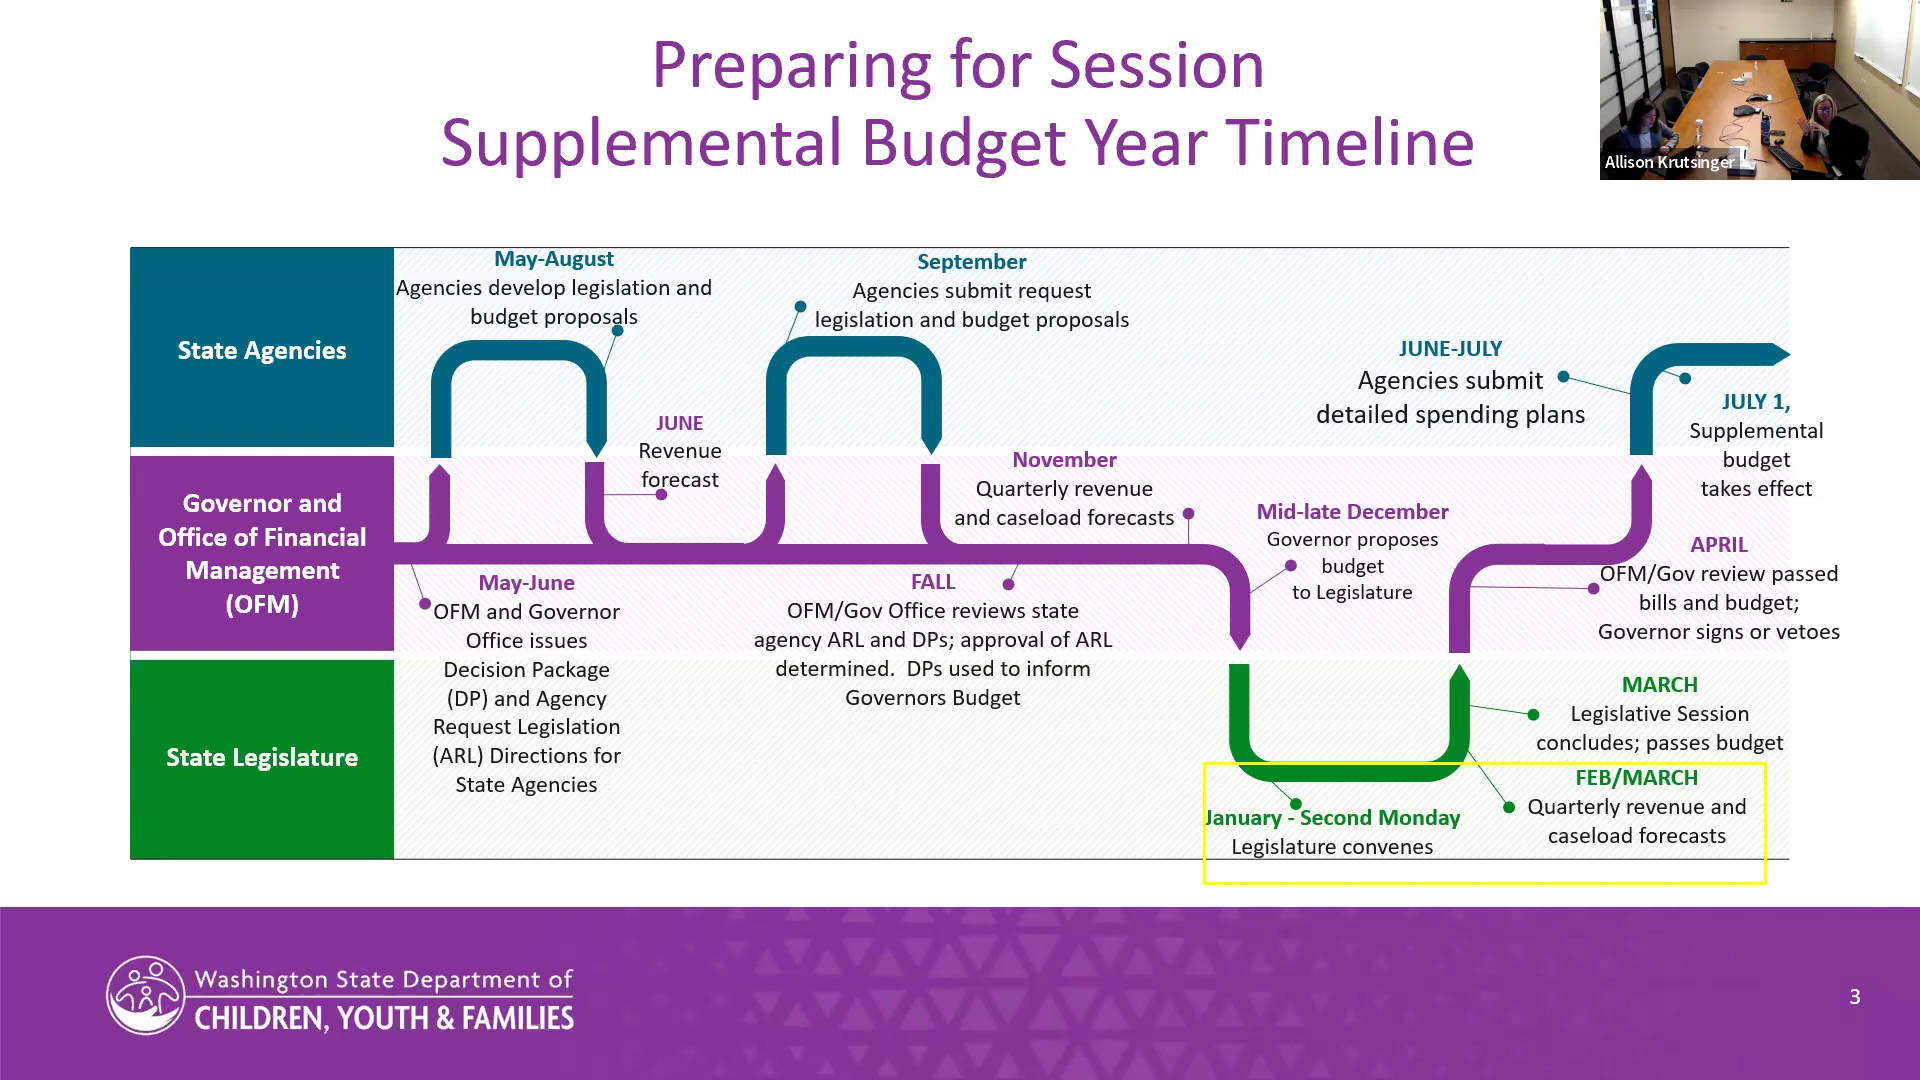 Preparing for Session
Supplemental Budget Year Timeline
Allison Krutsinger
State Agencies
May-August
Agencies develop legislation and
budget proposals
September
Agencies submit request
legislation and budget proposals
JUNE-JULY
Agencies submit
detailed spending plans
JULY 1,
Supplemental
budget
takes effect
Governor and
Office of Financial
Management
(OFM)
JUNE
Revenue
forecast
November
Quarterly revenue
and caseload forecasts
Mid-late December
Governor proposes
budget
to Legislature
APRIL
OFM/Gov review passed
bills and budget;
Governor signs or vetoes
May-June
OFM and Governor
Office issues
Decision Package
(DP) and Agency
Request Legislation
(ARL) Directions for
State Agencies
FALL
OFM/Gov Office reviews state
agency ARL and DPs; approval of ARL
determined. DPs used to inform
Governors Budget
State Legislature
MARCH
Legislative Session
concludes; passes budget
January - Second Monday
Legislature convenes
FEB/MARCH
Quarterly revenue and
caseload forecasts
Washington State Department of
CHILDREN, YOUTH & FAMILIES
3